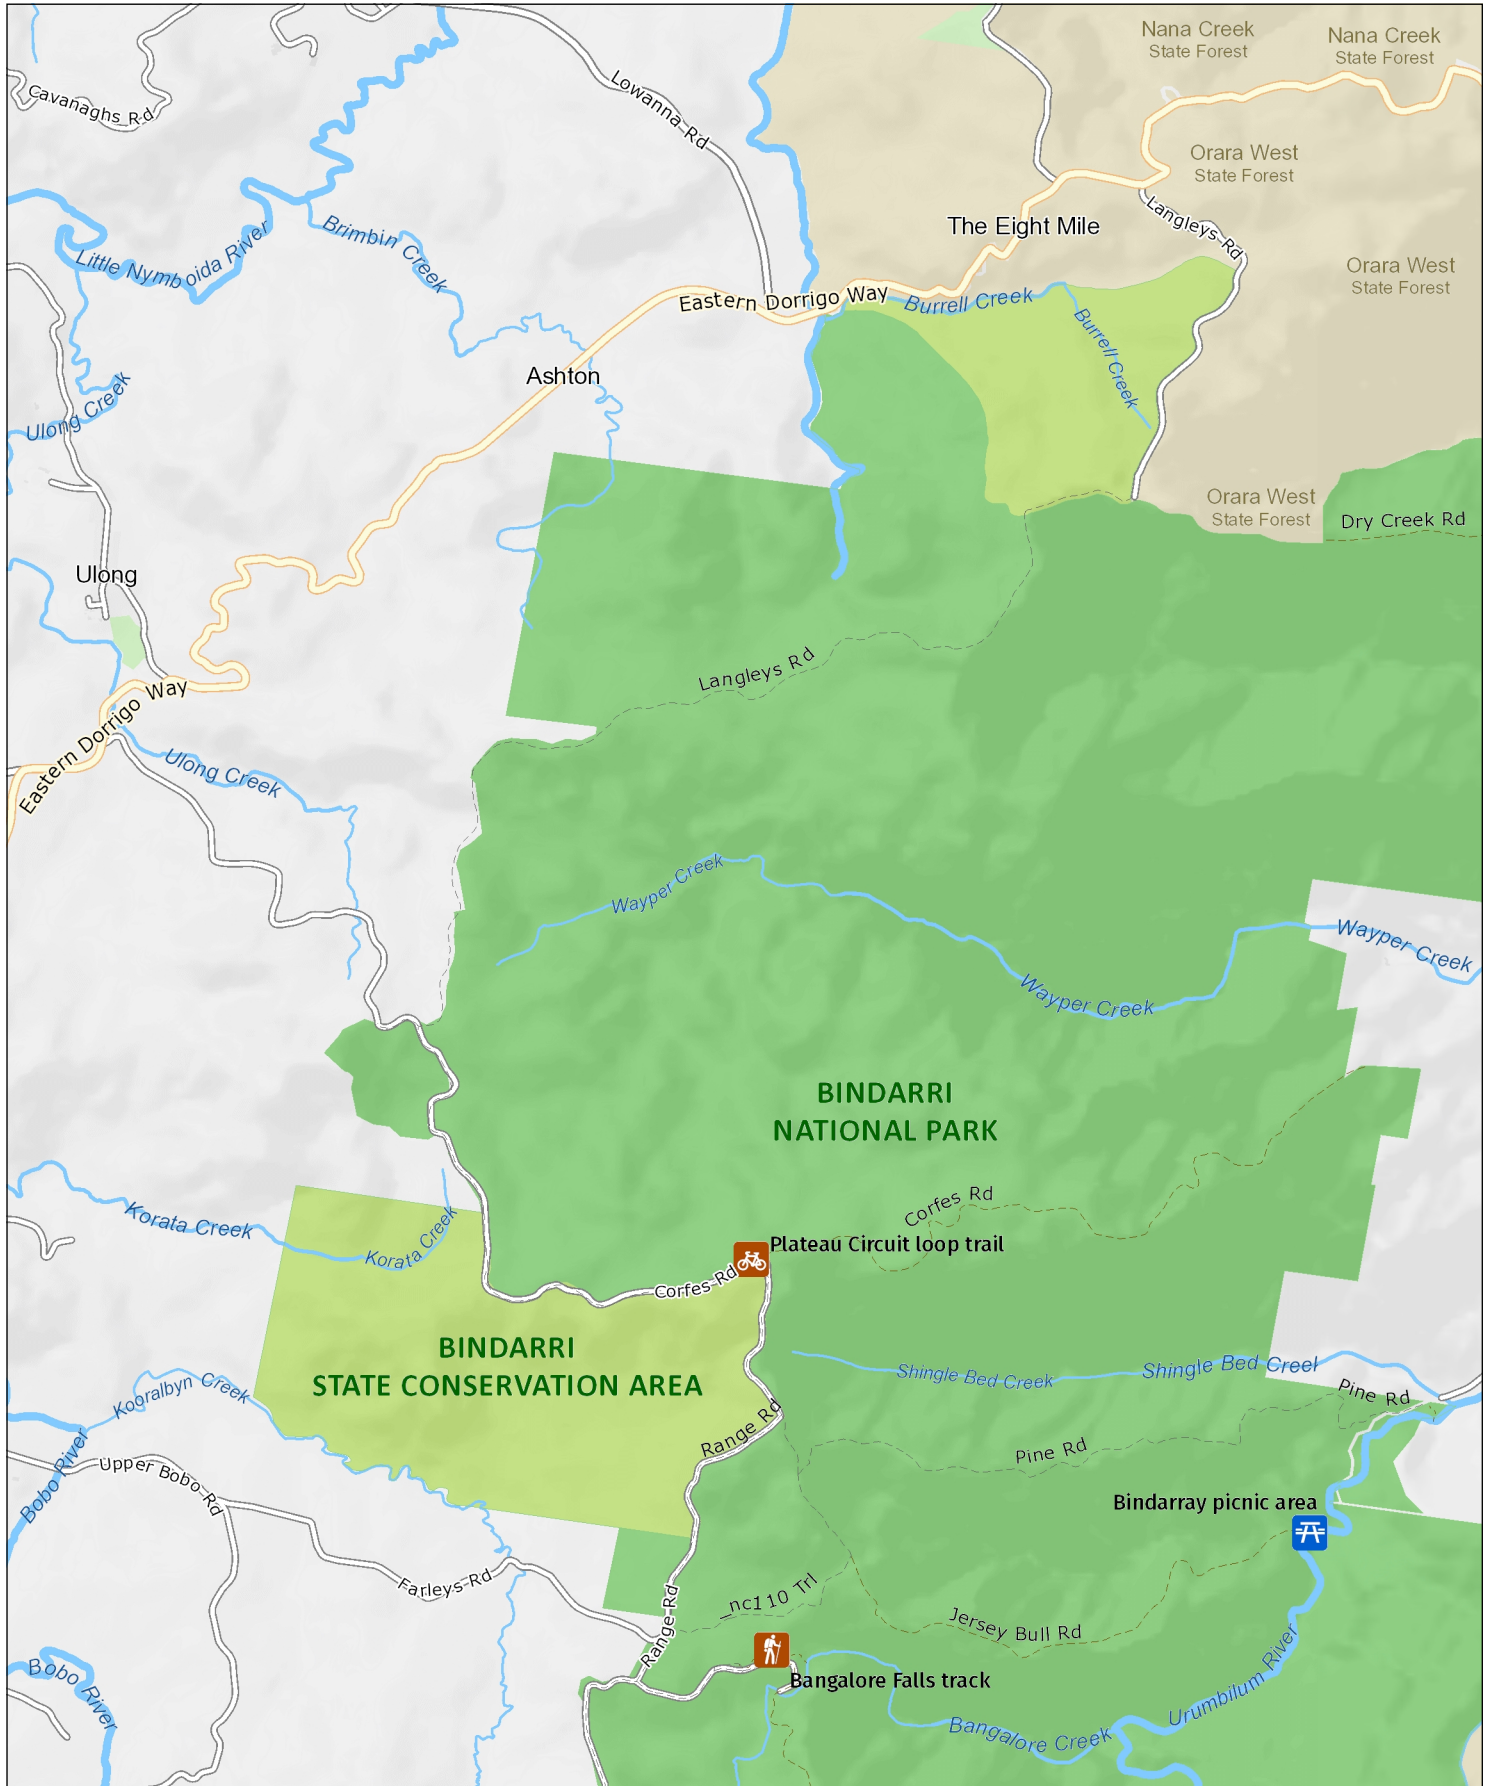 Nana Creek
State Forest
Nana Creek
State Forest
Cavanaghs Rd
Lowanna Rd
Orara West
State Forest
Langleys Rd
The Eight Mile
Little Nymboida River
Brimbin Creek
Orara West
State Forest
Eastern Dorrigo Way
Burrell Creek
Burrell Creek
Ashton
Ulong Creek
Orara West
State Forest
Dry Creek Rd
Ulong
Langleys Rd
Eastern Dorrigo Way
Ulong Creek
Wayper Creek
Wayper Creek
Wayper Creek
BINDARRI
NATIONAL PARK
Korata Creek
Korata Creek
Corfes Rd
Plateau Circuit loop trail
Corfes Rd
BINDARRI
STATE CONSERVATION AREA
Shingle Bed Creek
Shingle Bed Creel
Kooralbyn Creek
Pine Rd
Range Rd
Pine Rd
Bobo River
Upper Bobo Rd
Bindarray picnic area
Farleys Rd
_nc110 Trl
Jersey Bull Rd
Range Rd
Bobo River
Bangalore Falls track
Urumbilum River
Bangalore Creek